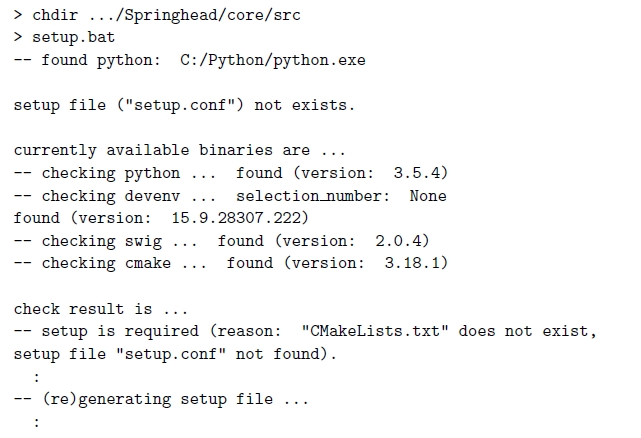 > chdir .../Springhead/core/src
> setup.bat
-- found python:  C:/Python/python.exe
setup file ("setup.conf") not exists.
currently available binaries are ...
-- checking python ...  found (version:  3.5.4)
-- checking devenv ...  selection_number:  None
found (version:  15.9.28307.222)
-- checking swig ...  found (version:  2.0.4)
-- checking cmake ...  found (version:  3.18.1)
check result is ...
-- setup is required (reason:  "CMakeLists.txt" does not exist,
setup file "setup.conf" not found).
:
-- (re)generating setup file ...
: